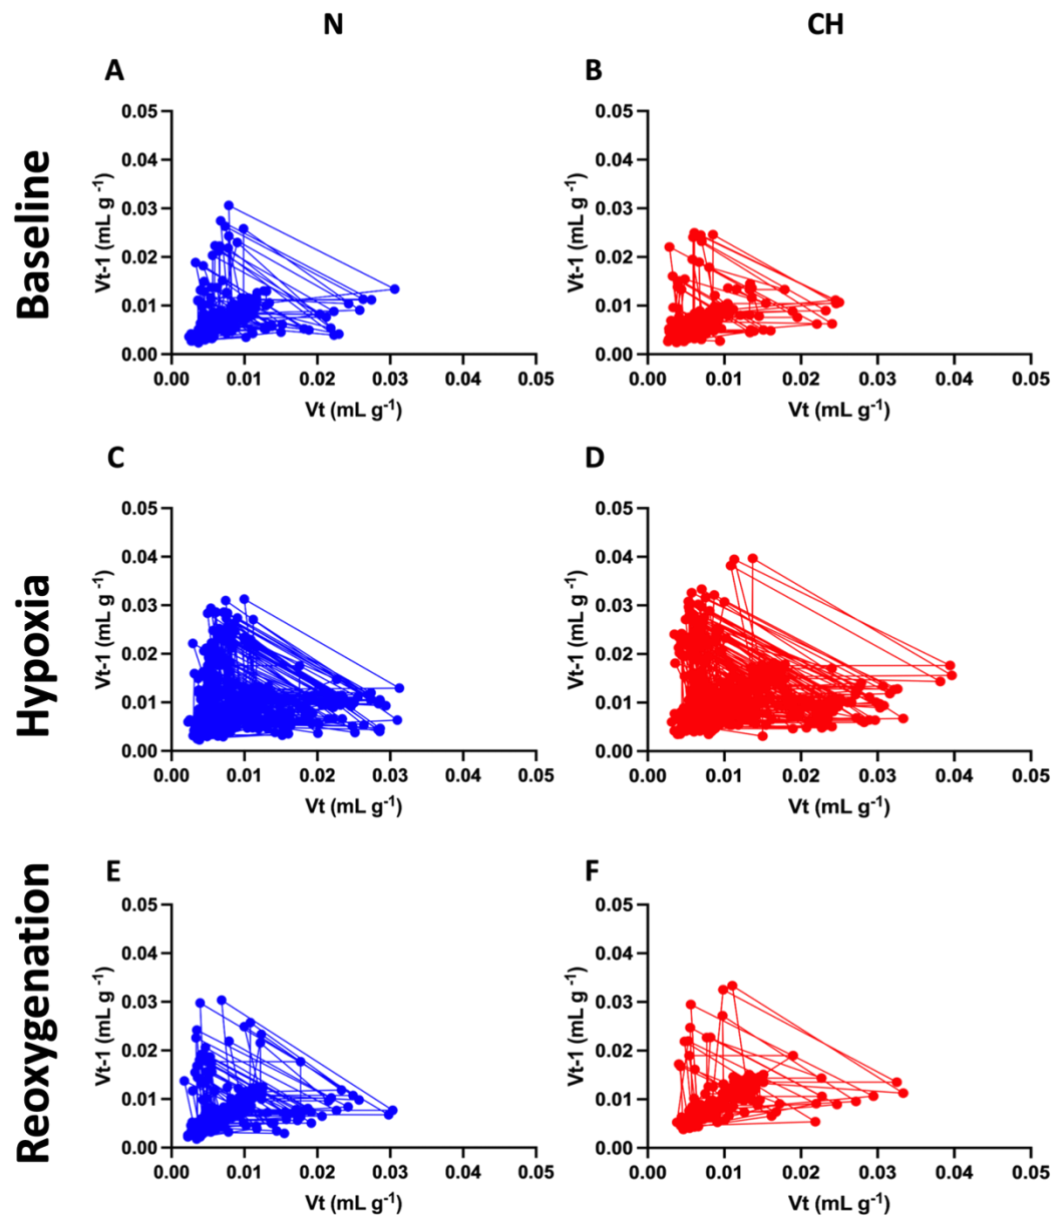 N CH
Baseline
A B
0.05 0.05
0.04 0.04
0.03 0.03
0.02 0.02
0.01 0.01
0.00 0.00
Vt-1 (mL g -1) Vt-1 (mL g -1)
0.00 0.01 0.02 0.03 0.04 0.05 0.00 0.01 0.02 0.03 0.04 0.05
Vt (mL g-1) Vt (mL g-1)
Hypoxia
C D
0.05 0.05
0.04 0.04
0.03 0.03
0.02 0.02
0.01 0.01
0.00 0.00
Vt-1 (mL g -1) Vt-1 (mL g -1)
0.00 0.01 0.02 0.03 0.04 0.05 0.00 0.01 0.02 0.03 0.04 0.05
Vt (mL g-1) Vt (mL g-1)
Reoxygenation
E F
0.05 0.05
0.04 0.04
0.03 0.03
0.02 0.02
0.01 0.01
0.00 0.00
Vt-1 (mL g -1) Vt-1 (mL g -1)
0.00 0.01 0.02 0.03 0.04 0.05 0.00 0.01 0.02 0.03 0.04 0.05
Vt (mL g-1) Vt (mL g-1)